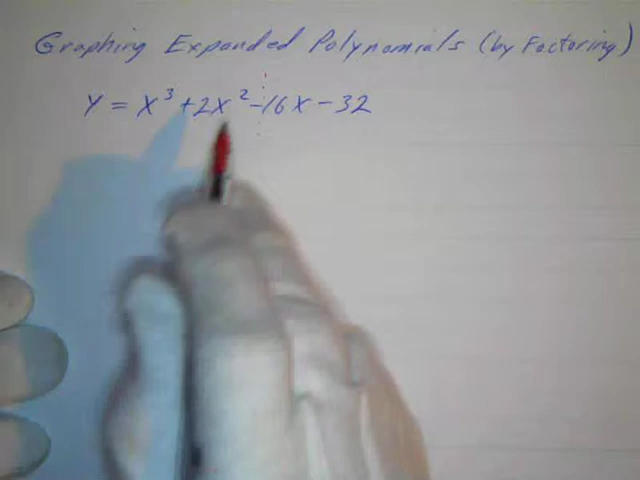 Graphing Expanded Polynomials (by Factoring)
Y = X³ + 2X² - 16X - 32